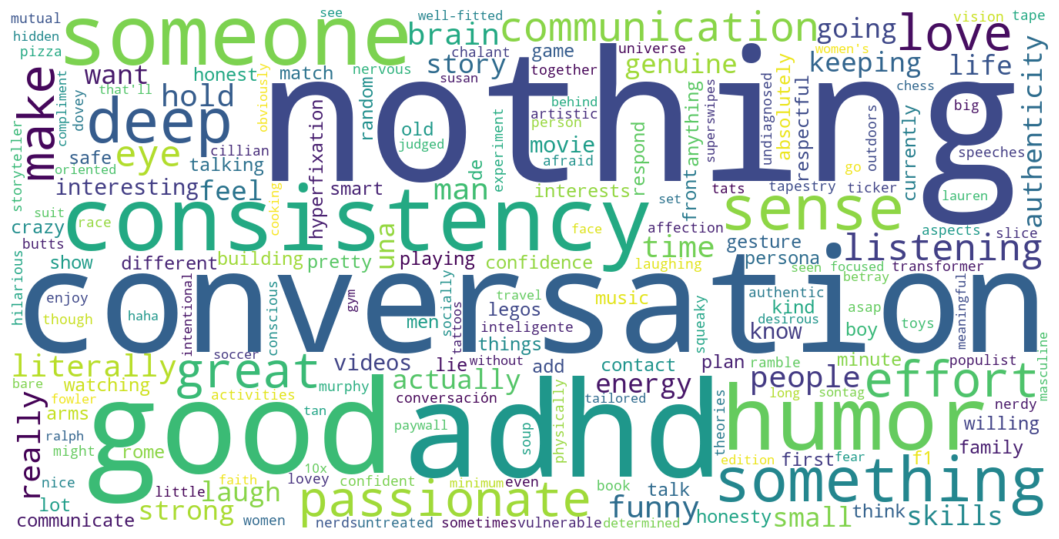 mutual
someone
brain
communication
going
love
see
well-fitted
vision
tape
hidden
pizza
make
want
honest
nervous
match
chalant
story
game
universe
genuine
women's
keeping
life
that'll
compliment
dovey
deep
hold
obviously
random
susan
together
nothing
behind
artistic
person
afraid
anything
superswipes
undiagnosed
absolutely
respectful
chess
big
outdoors
go
currently
speeches
authenticity
storyteller
oriented
safe
eye
talking
cillian
old
judged
movie
experiment
respond
front
interesting
feel
hyperfixation
smart
man
de
interests
set
tats
tapestry
ticker
lauren
crazy
suit
race
butts
cooking
consistency
face
affection
sense
aspects
slice
hilarious
show
different
building
pretty
una
playing
confidence
time
laughing
gesture
persona
listening
seen
focused
transformer
enjoy
though
haha
intentional
conscious
gym
conversation
men
socially
tattoos
legos
things
travel
inteligente
music
squeaky
authentic
desirous
kind
know
betray
boy
asap
toys
meaningful
literally
soccer
great
videos
lie
without
add
contact
plan
ramble
minute
populist
masculine
bare
watching
fowler
arms
activities
murphy
actually
conversación
tailored
energy
people
long
sontag
effort
really
might
ralph
rome
good
tan
paywall
adhd
soup
physically
theories
humor
nerdy
willing
family
nice
lot
little
faith
laugh
10x
lovey
confident
minimum
even
book
talk
first
fear
edition
f1
something
communicate
women
strong
nerds
untreated
passionate
sometimes
vulnerable
funny
determined
honesty
small
think
skills